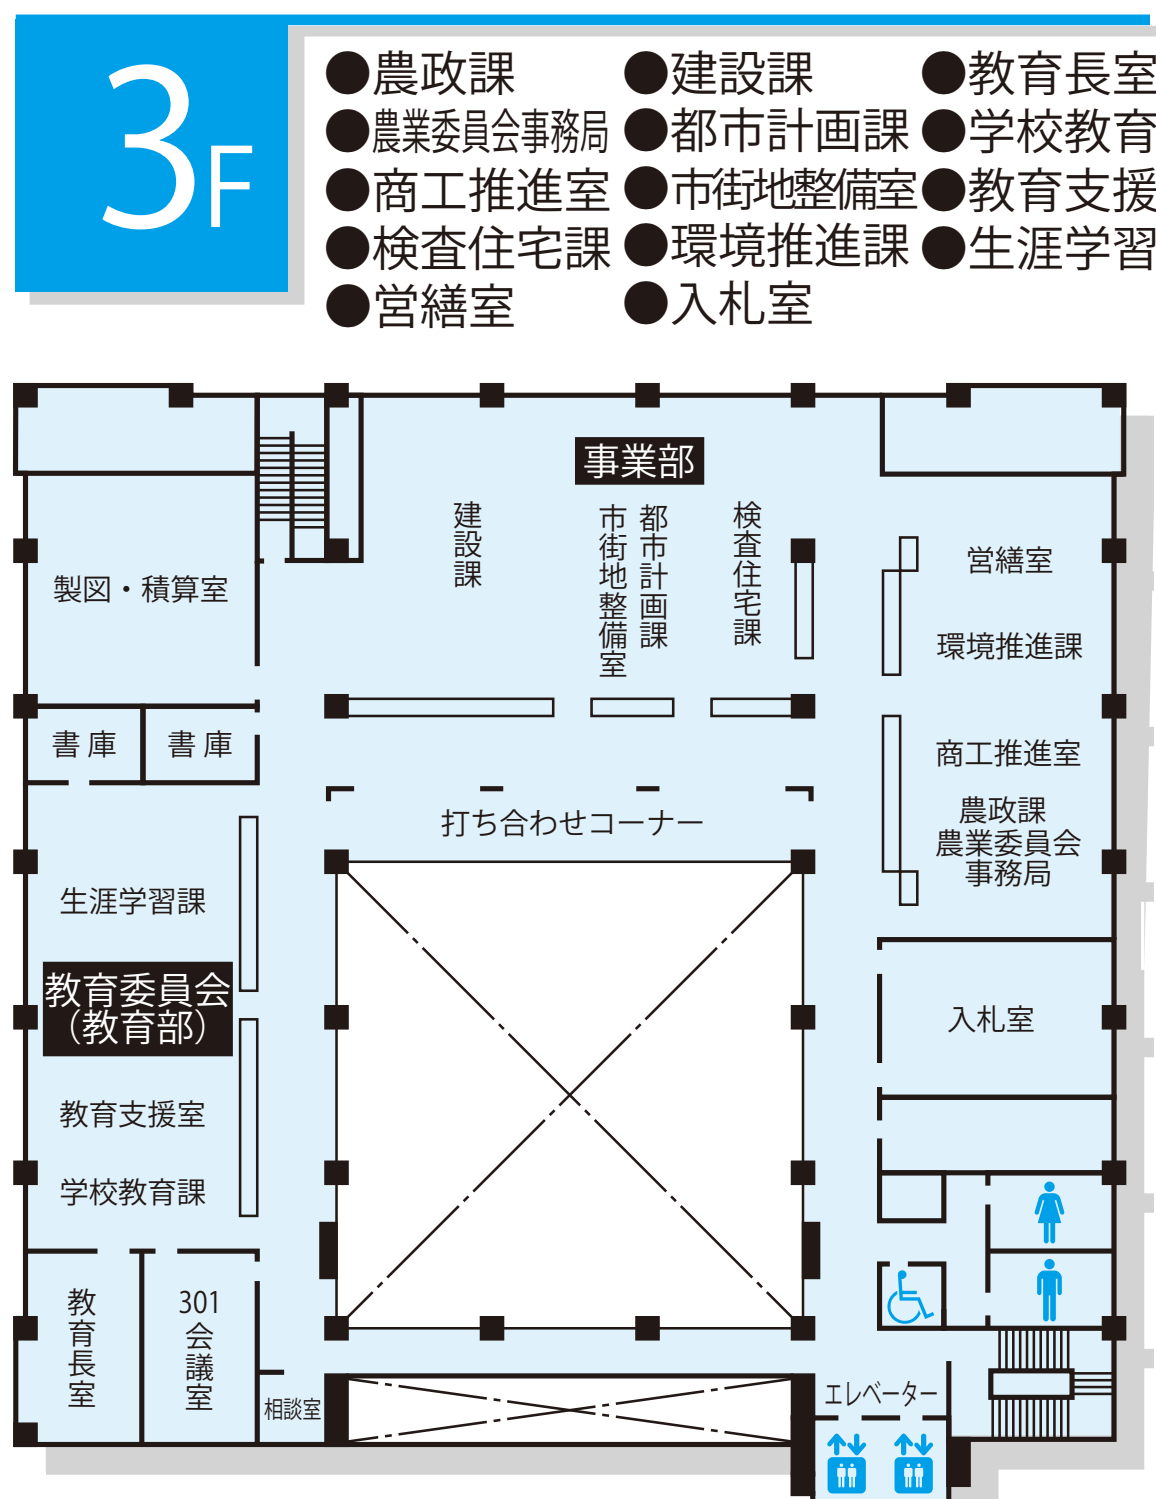 3F
●農政課
●農業委員会事務局
●商工推進室
●検査住宅課
●営繕室
●建設課
●都市計画課
●市街地整備室
●環境推進課
●入札室
●教育長室
●学校教育
●教育支援
●生涯学習
事業部
建設課
市街地整備室
都市計画課
検査住宅課
営繕室
環境推進課
製図・積算室
書庫
書庫
商工推進室
農政課
農業委員会
事務局
打ち合わせコーナー
生涯学習課
教育委員会
（教育部）
入札室
教育支援室
学校教育課
教育長室
301
会議室
相談室
エレベーター